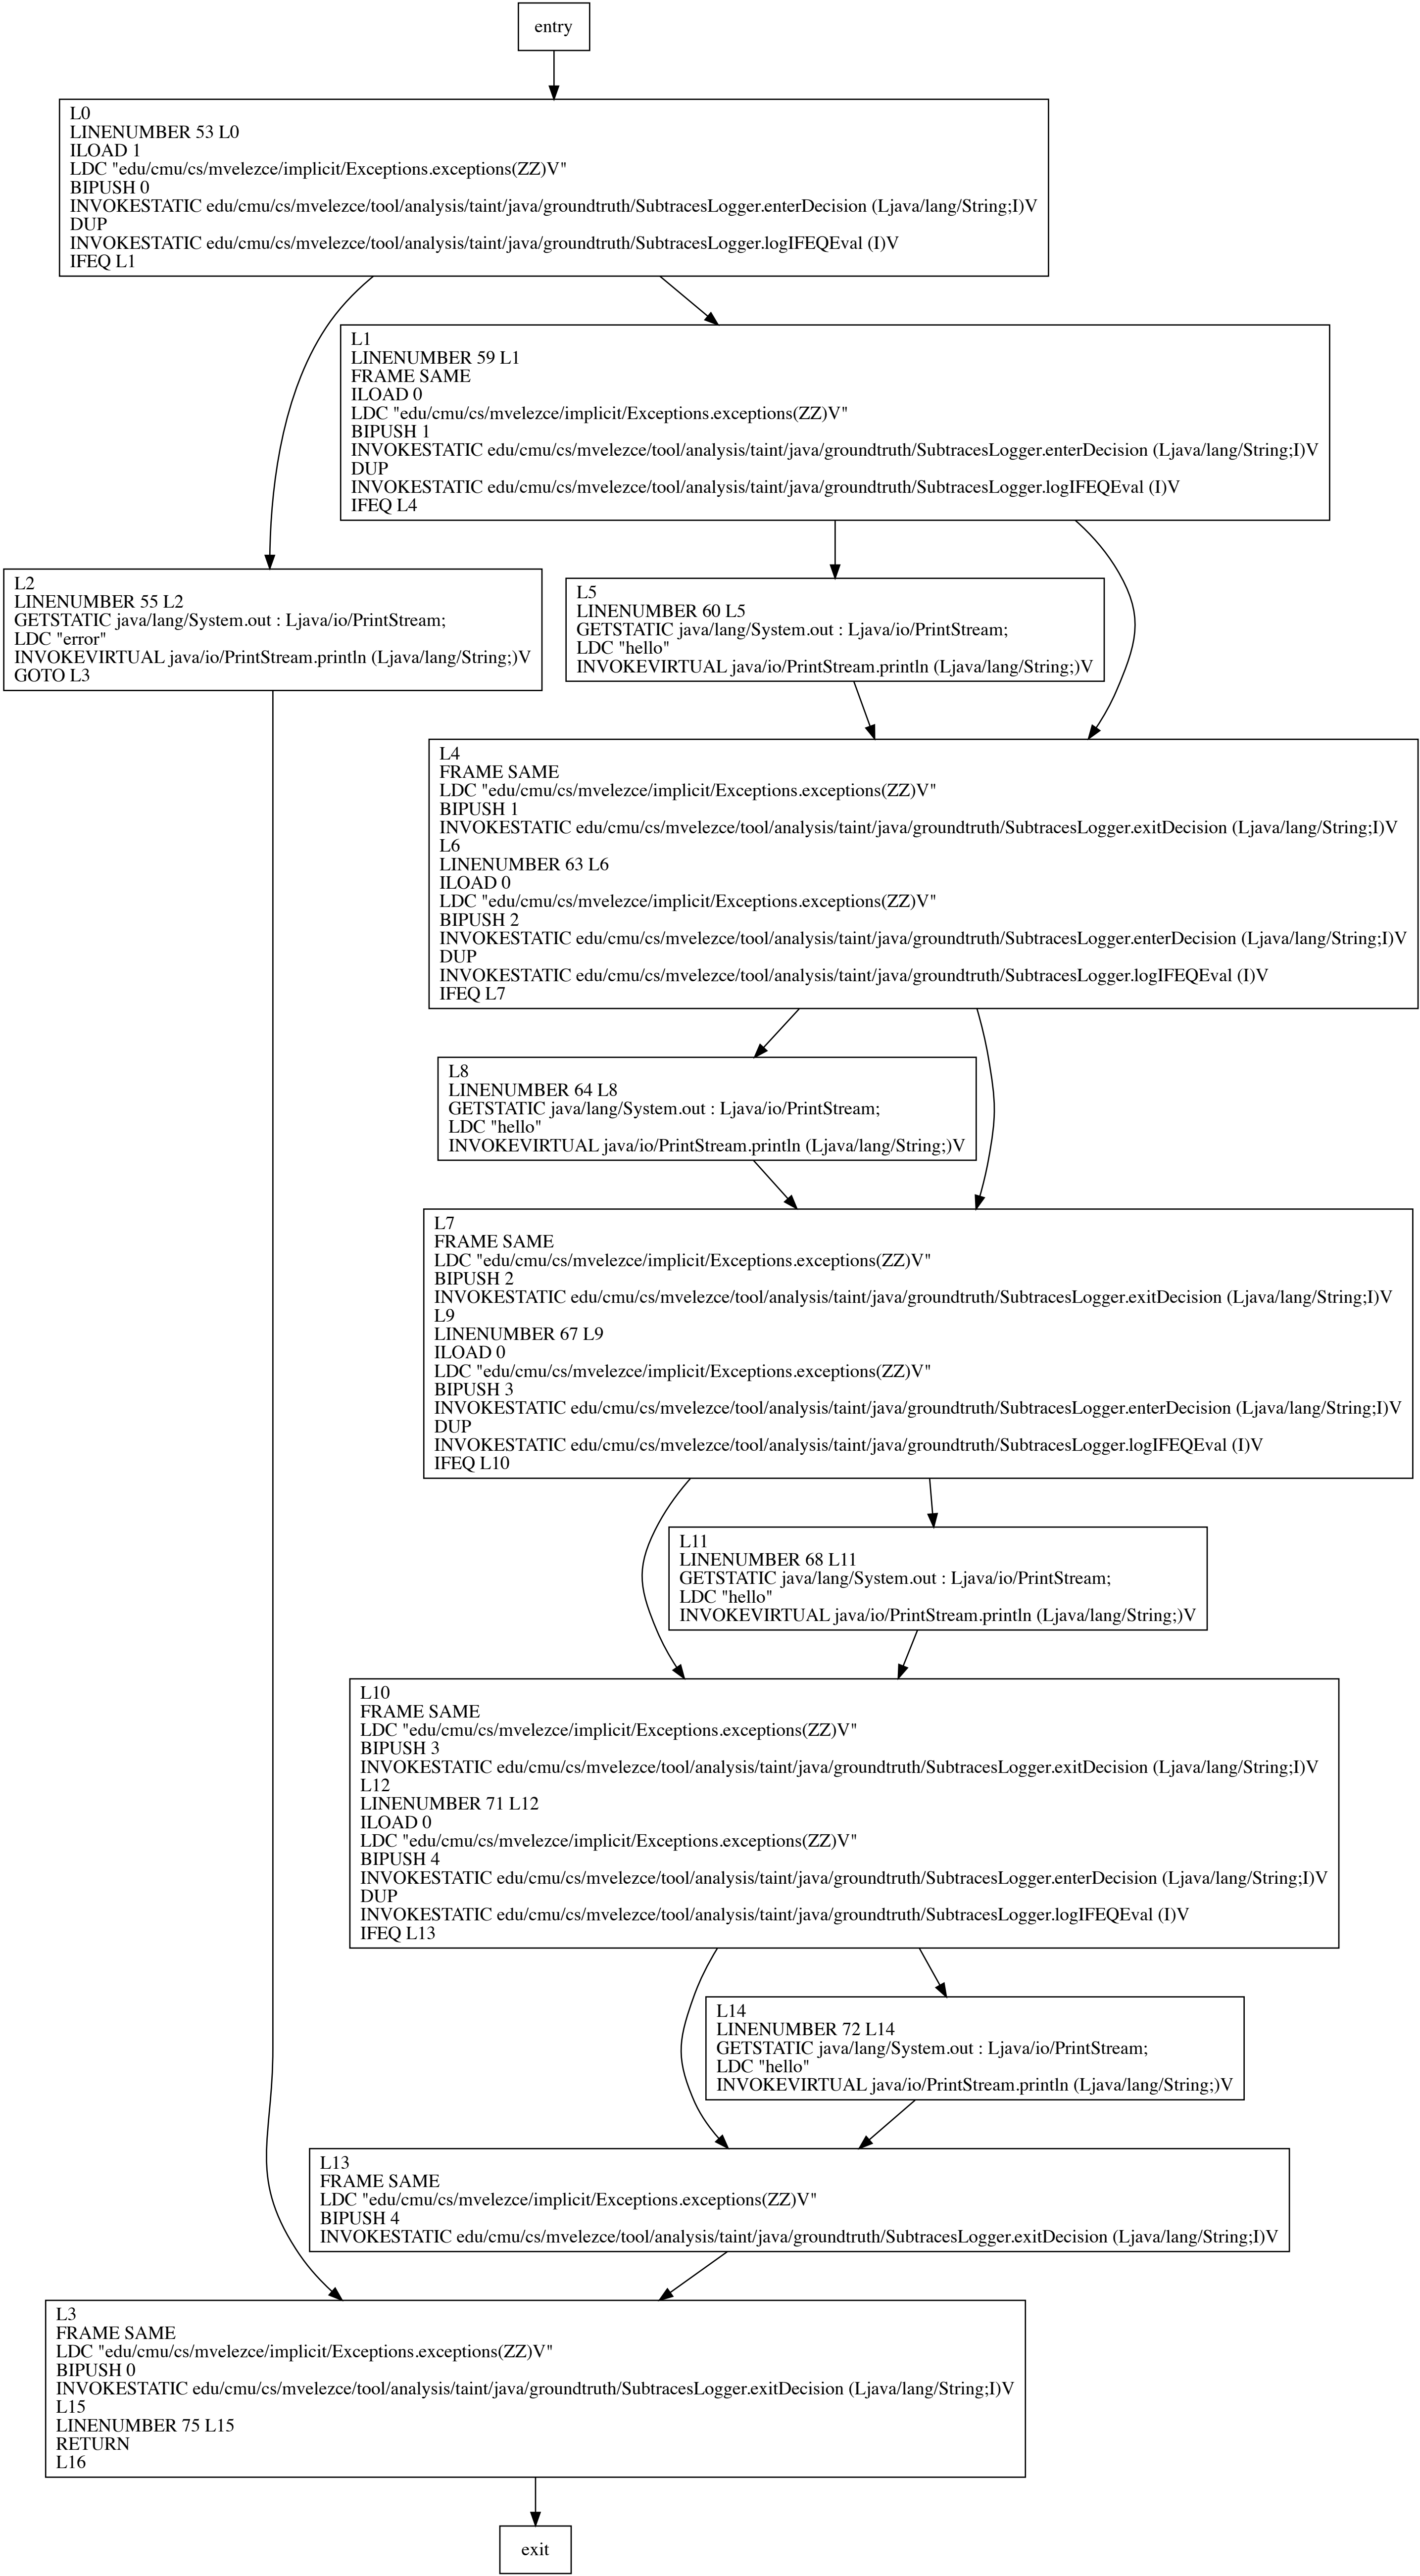 entry
L0
LINENUMBER 53 L0
ILOAD 1
LDC "edu/cmu/cs/mvelezce/implicit/Exceptions.exceptions(ZZ)V"
BIPUSH 0
INVOKESTATIC edu/cmu/cs/mvelezce/tool/analysis/taint/java/groundtruth/SubtracesLogger.enterDecision (Ljava/lang/String;I)V
DUP
INVOKESTATIC edu/cmu/cs/mvelezce/tool/analysis/taint/java/groundtruth/SubtracesLogger.logIFEQEval (I)V
IFEQ L1
L1
LINENUMBER 59 L1
FRAME SAME
ILOAD 0
LDC "edu/cmu/cs/mvelezce/implicit/Exceptions.exceptions(ZZ)V"
BIPUSH 1
INVOKESTATIC edu/cmu/cs/mvelezce/tool/analysis/taint/java/groundtruth/SubtracesLogger.enterDecision (Ljava/lang/String;I)V
DUP
INVOKESTATIC edu/cmu/cs/mvelezce/tool/analysis/taint/java/groundtruth/SubtracesLogger.logIFEQEval (I)V
IFEQ L4
L2
LINENUMBER 55 L2
GETSTATIC java/lang/System.out : Ljava/io/PrintStream;
LDC "error"
INVOKEVIRTUAL java/io/PrintStream.println (Ljava/lang/String;)V
GOTO L3
L5
LINENUMBER 60 L5
GETSTATIC java/lang/System.out : Ljava/io/PrintStream;
LDC "hello"
INVOKEVIRTUAL java/io/PrintStream.println (Ljava/lang/String;)V
L4
FRAME SAME
LDC "edu/cmu/cs/mvelezce/implicit/Exceptions.exceptions(ZZ)V"
BIPUSH 1
INVOKESTATIC edu/cmu/cs/mvelezce/tool/analysis/taint/java/groundtruth/SubtracesLogger.exitDecision (Ljava/lang/String;I)V
L6
LINENUMBER 63 L6
ILOAD 0
LDC "edu/cmu/cs/mvelezce/implicit/Exceptions.exceptions(ZZ)V"
BIPUSH 2
INVOKESTATIC edu/cmu/cs/mvelezce/tool/analysis/taint/java/groundtruth/SubtracesLogger.enterDecision (Ljava/lang/String;I)V
DUP
INVOKESTATIC edu/cmu/cs/mvelezce/tool/analysis/taint/java/groundtruth/SubtracesLogger.logIFEQEval (I)V
IFEQ L7
L8
LINENUMBER 64 L8
GETSTATIC java/lang/System.out : Ljava/io/PrintStream;
LDC "hello"
INVOKEVIRTUAL java/io/PrintStream.println (Ljava/lang/String;)V
L7
FRAME SAME
LDC "edu/cmu/cs/mvelezce/implicit/Exceptions.exceptions(ZZ)V"
BIPUSH 2
INVOKESTATIC edu/cmu/cs/mvelezce/tool/analysis/taint/java/groundtruth/SubtracesLogger.exitDecision (Ljava/lang/String;I)V
L9
LINENUMBER 67 L9
ILOAD 0
LDC "edu/cmu/cs/mvelezce/implicit/Exceptions.exceptions(ZZ)V"
BIPUSH 3
INVOKESTATIC edu/cmu/cs/mvelezce/tool/analysis/taint/java/groundtruth/SubtracesLogger.enterDecision (Ljava/lang/String;I)V
DUP
INVOKESTATIC edu/cmu/cs/mvelezce/tool/analysis/taint/java/groundtruth/SubtracesLogger.logIFEQEval (I)V
IFEQ L10
L11
LINENUMBER 68 L11
GETSTATIC java/lang/System.out : Ljava/io/PrintStream;
LDC "hello"
INVOKEVIRTUAL java/io/PrintStream.println (Ljava/lang/String;)V
L10
FRAME SAME
LDC "edu/cmu/cs/mvelezce/implicit/Exceptions.exceptions(ZZ)V"
BIPUSH 3
INVOKESTATIC edu/cmu/cs/mvelezce/tool/analysis/taint/java/groundtruth/SubtracesLogger.exitDecision (Ljava/lang/String;I)V
L12
LINENUMBER 71 L12
ILOAD 0
LDC "edu/cmu/cs/mvelezce/implicit/Exceptions.exceptions(ZZ)V"
BIPUSH 4
INVOKESTATIC edu/cmu/cs/mvelezce/tool/analysis/taint/java/groundtruth/SubtracesLogger.enterDecision (Ljava/lang/String;I)V
DUP
INVOKESTATIC edu/cmu/cs/mvelezce/tool/analysis/taint/java/groundtruth/SubtracesLogger.logIFEQEval (I)V
IFEQ L13
L14
LINENUMBER 72 L14
GETSTATIC java/lang/System.out : Ljava/io/PrintStream;
LDC "hello"
INVOKEVIRTUAL java/io/PrintStream.println (Ljava/lang/String;)V
L13
FRAME SAME
LDC "edu/cmu/cs/mvelezce/implicit/Exceptions.exceptions(ZZ)V"
BIPUSH 4
INVOKESTATIC edu/cmu/cs/mvelezce/tool/analysis/taint/java/groundtruth/SubtracesLogger.exitDecision (Ljava/lang/String;I)V
L3
FRAME SAME
LDC "edu/cmu/cs/mvelezce/implicit/Exceptions.exceptions(ZZ)V"
BIPUSH 0
INVOKESTATIC edu/cmu/cs/mvelezce/tool/analysis/taint/java/groundtruth/SubtracesLogger.exitDecision (Ljava/lang/String;I)V
L15
LINENUMBER 75 L15
RETURN
L16
exit